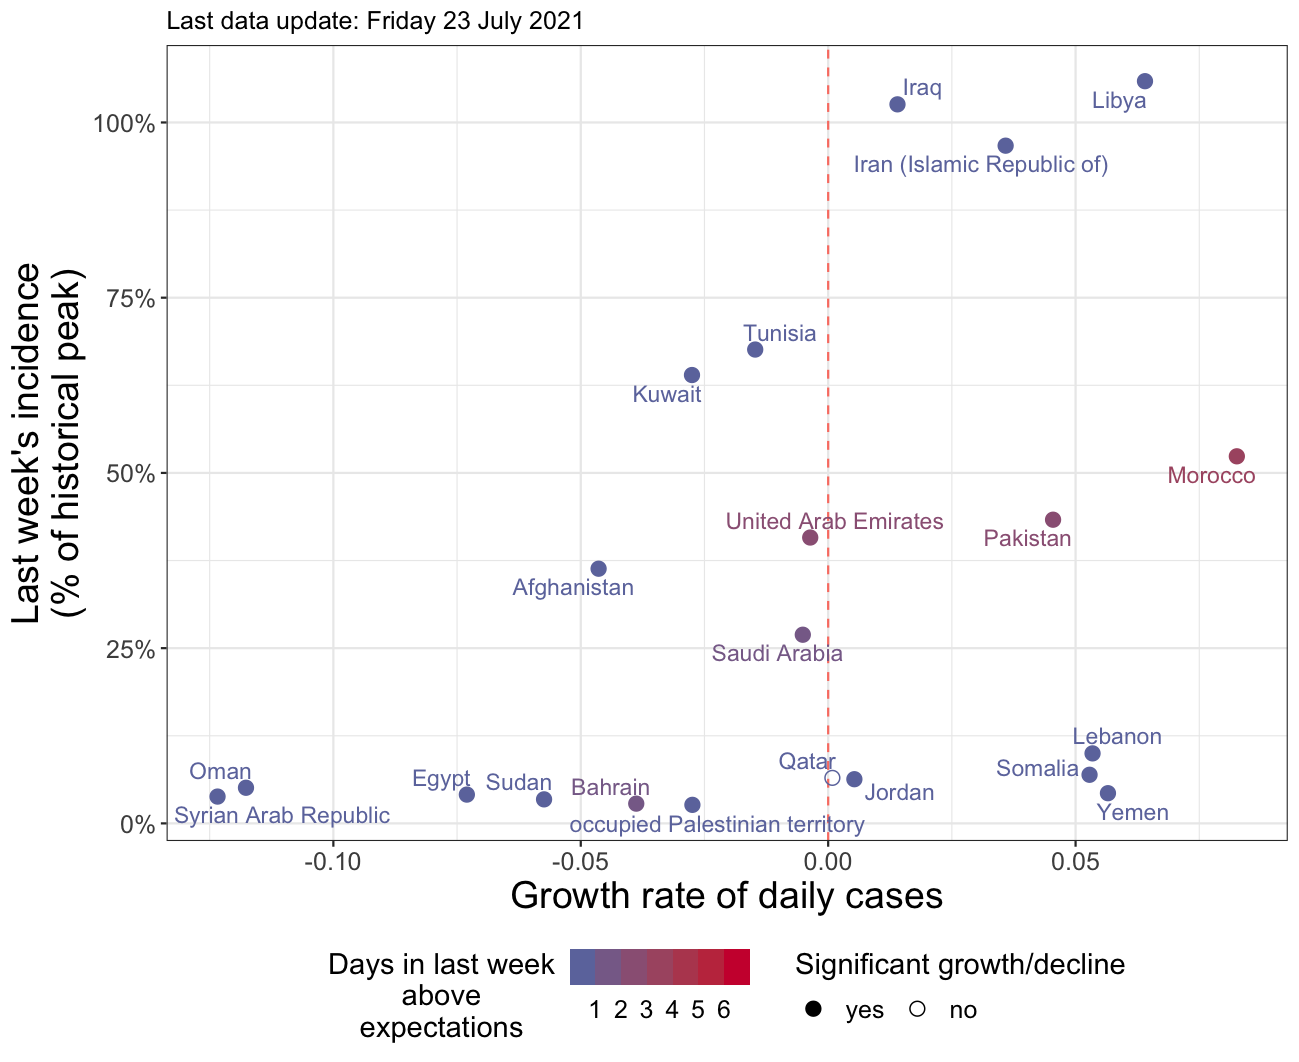 Last data update: Friday 23 July 2021
Last week's incidence
(% of historical peak)
100%
75%
50%
25%
0%
Iraq
Libya
Iran (Islamic Republic of)
Tunisia
Kuwait
Morocco
United Arab Emirates
Pakistan
Afghanistan
Saudi Arabia
Lebanon
Qatar
Somalia
Oman
Egypt
Sudan
Bahrain
Jordan
Yemen
Syrian Arab Republic
occupied Palestinian territory
-0.10
-0.05
0.00
0.05
Growth rate of daily cases
Days in last week
above
expectations
1 2 3 4 5 6
Significant growth/decline
yes
no